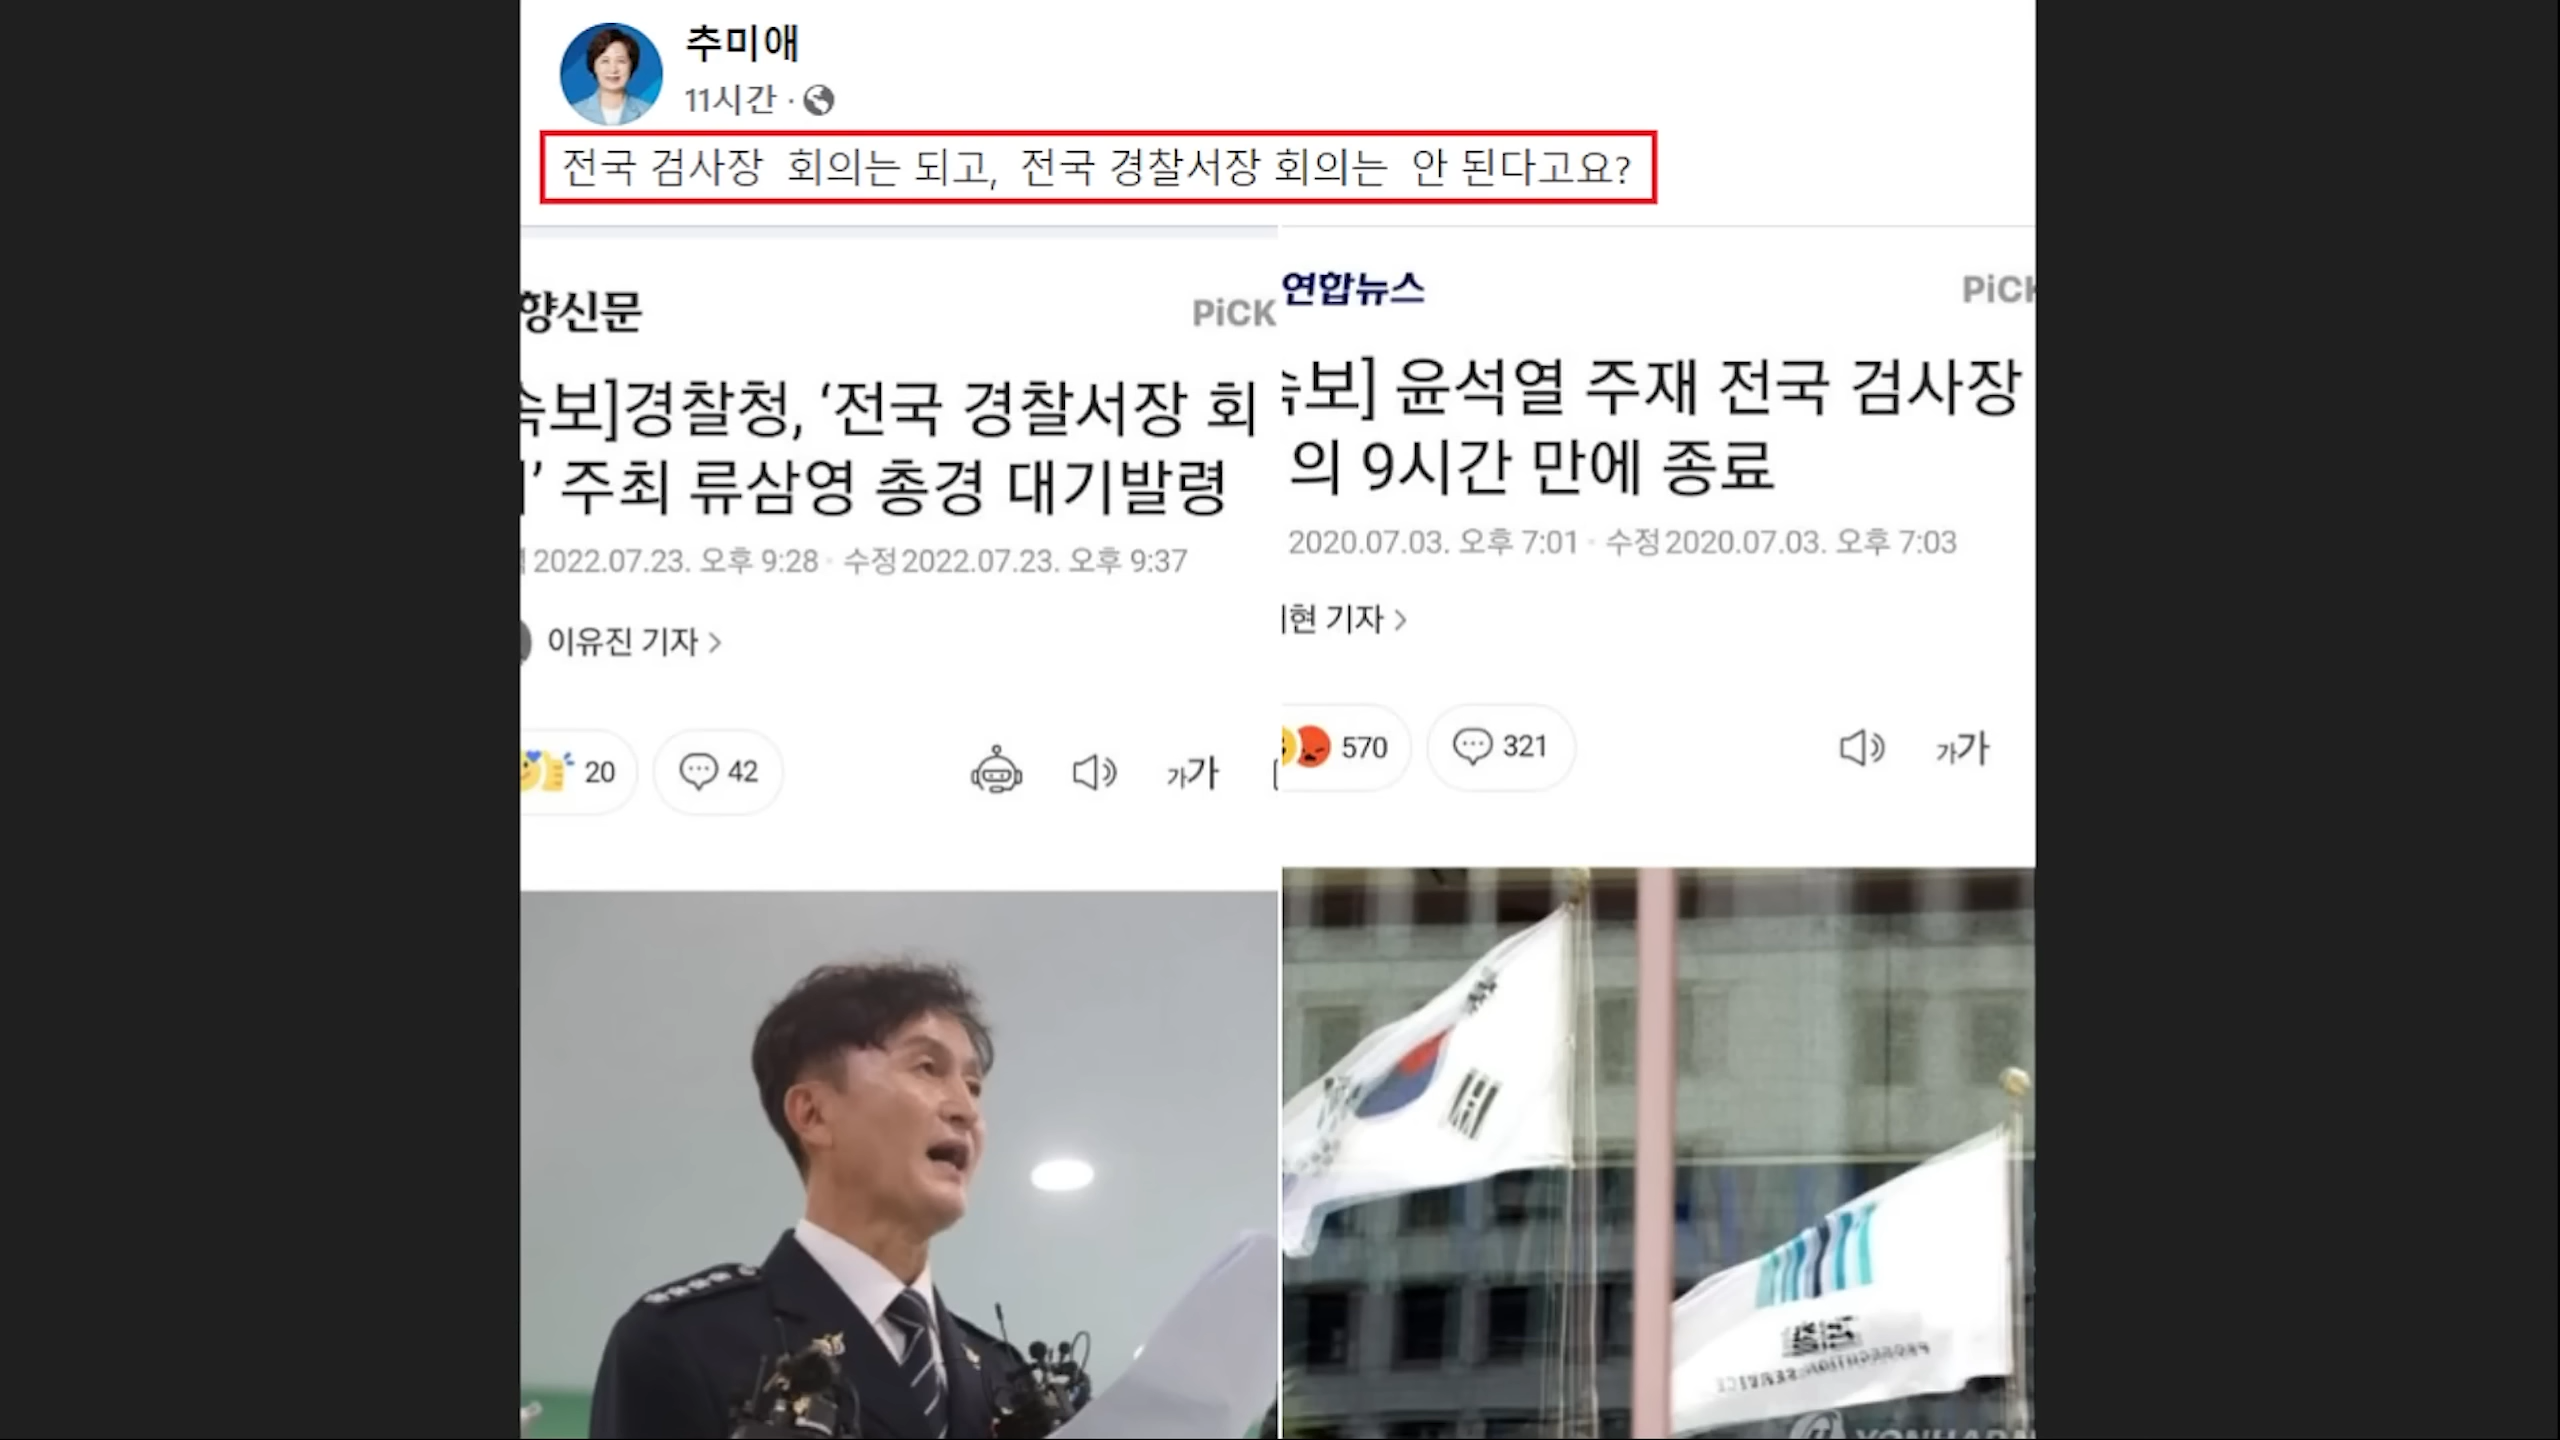 추미애
11시간 ·
전국 검사장 회의는 되고, 전국 경찰서장 회의는 안 된다고요?
향신문
PiCK
속보]경찰청, ‘전국 경찰서장 회
’ 주최 류삼영 총경 대기발령
2022.07.23. 오후 9:28 · 수정 2022.07.23. 오후 9:37
이유진 기자 >
20
42
가가
연합뉴스
PiCK
속보] 윤석열 주재 전국 검사장
의 9시간 만에 종료
2020.07.03. 오후 7:01 · 수정 2020.07.03. 오후 7:03
현 기자 >
570
321
가가
PROSECUTION SERVICE
YONHAP